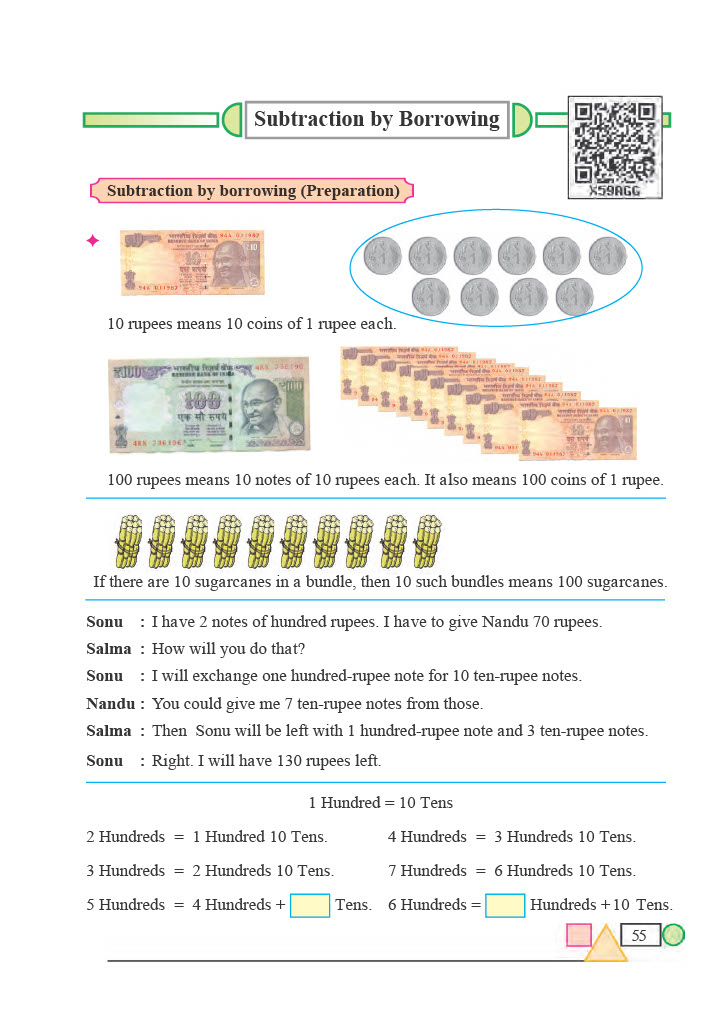 Subtraction by Borrowing
X59AGG
Subtraction by borrowing (Preparation)
10 rupees means 10 coins of 1 rupee each.
100 rupees means 10 notes of 10 rupees each. It also means 100 coins of 1 rupee.
If there are 10 sugarcanes in a bundle, then 10 such bundles means 100 sugarcanes.
Sonu : I have 2 notes of hundred rupees. I have to give Nandu 70 rupees.
Salma : How will you do that?
Sonu : I will exchange one hundred-rupee note for 10 ten-rupee notes.
Nandu : You could give me 7 ten-rupee notes from those.
Salma : Then Sonu will be left with 1 hundred-rupee note and 3 ten-rupee notes.
Sonu : Right. I will have 130 rupees left.
1 Hundred = 10 Tens
2 Hundreds = 1 Hundred 10 Tens. 4 Hundreds = 3 Hundreds 10 Tens.
3 Hundreds = 2 Hundreds 10 Tens. 7 Hundreds = 6 Hundreds 10 Tens.
5 Hundreds = 4 Hundreds + Tens. 6 Hundreds = Hundreds + 10 Tens.
55